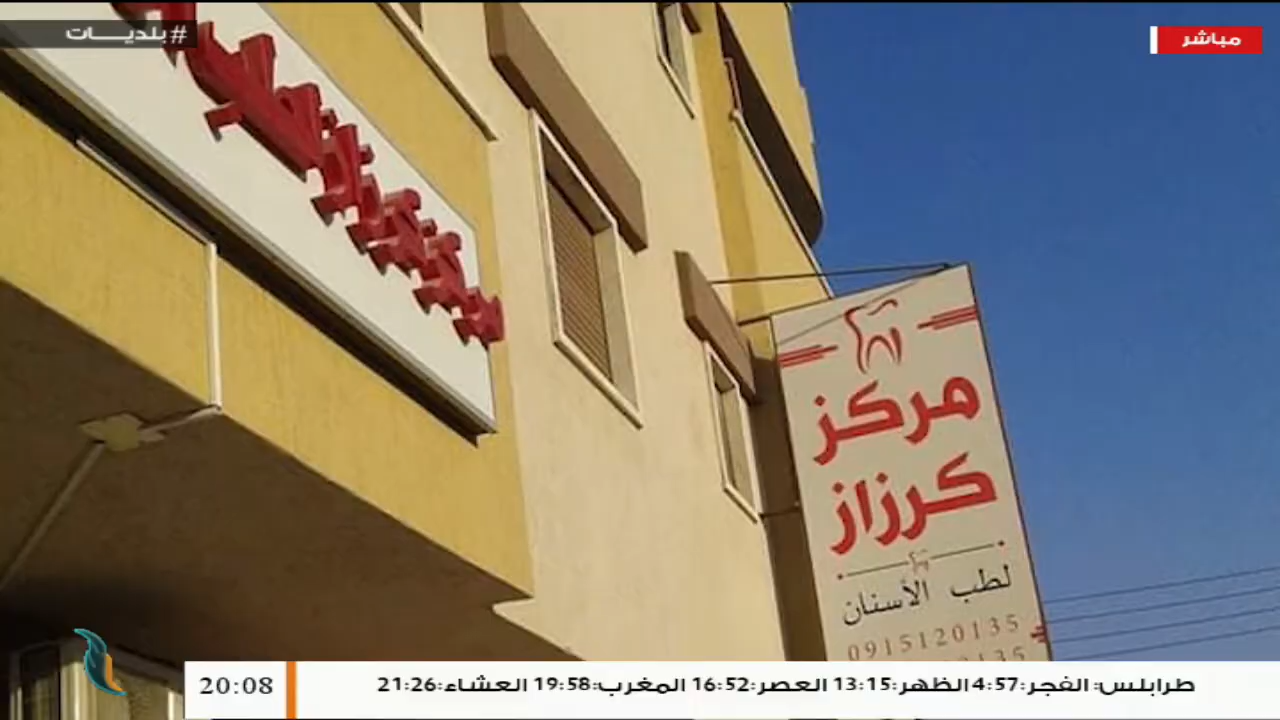 #بلديـــات
مباشر
مركز
كرزاز
لطب الأسنان
0915120135
20:08
طرابلس: الفجر:4:57 الظهر:13:15 العصر:16:52 المغرب:19:58 العشاء:21:26